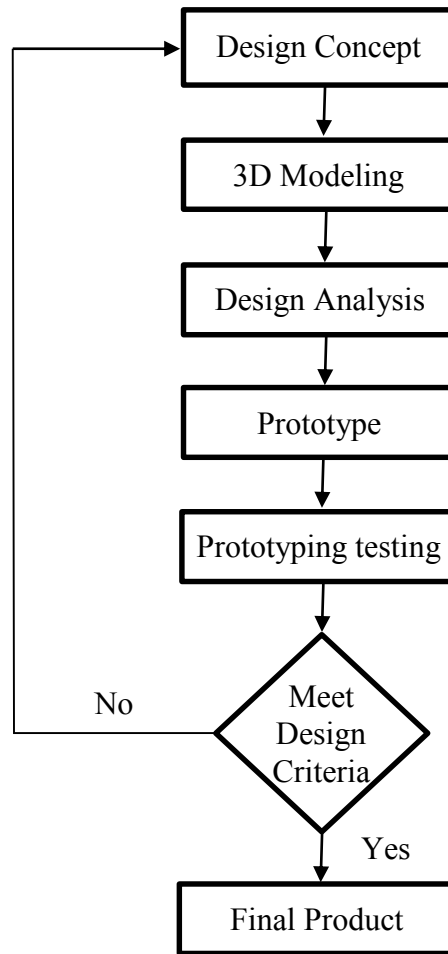 Design Concept
3D Modeling
Design Analysis
Prototype
Prototyping testing
Meet
Design
Criteria
No
Yes
Final Product